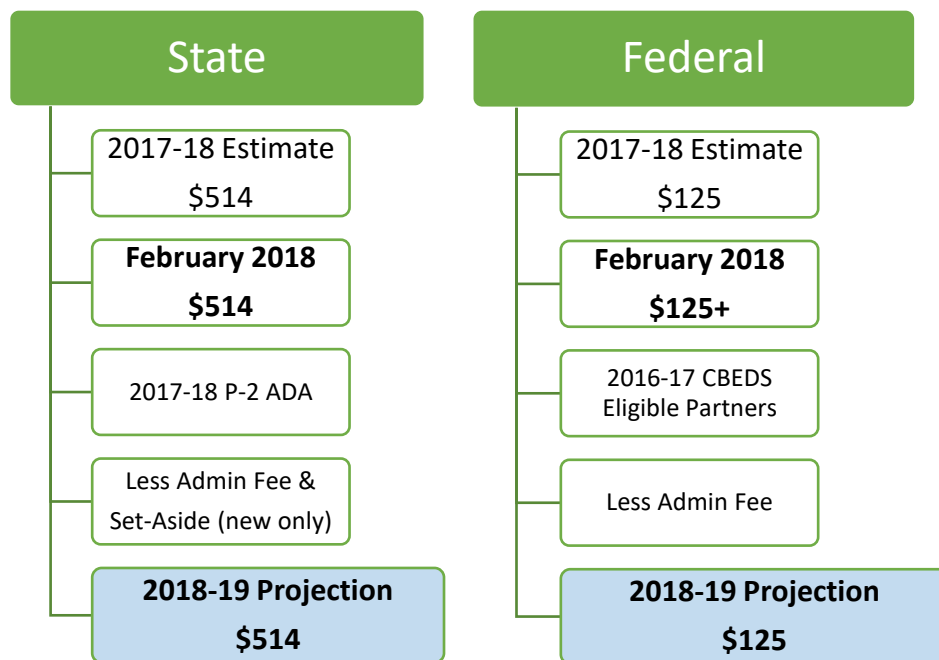 State
2017-18 Estimate
$514
February 2018
$514
2017-18 P-2 ADA
Less Admin Fee &
Set-Aside (new only)
2018-19 Projection
$514
Federal
2017-18 Estimate
$125
February 2018
$125+
2016-17 CBEDS
Eligible Partners
Less Admin Fee
2018-19 Projection
$125